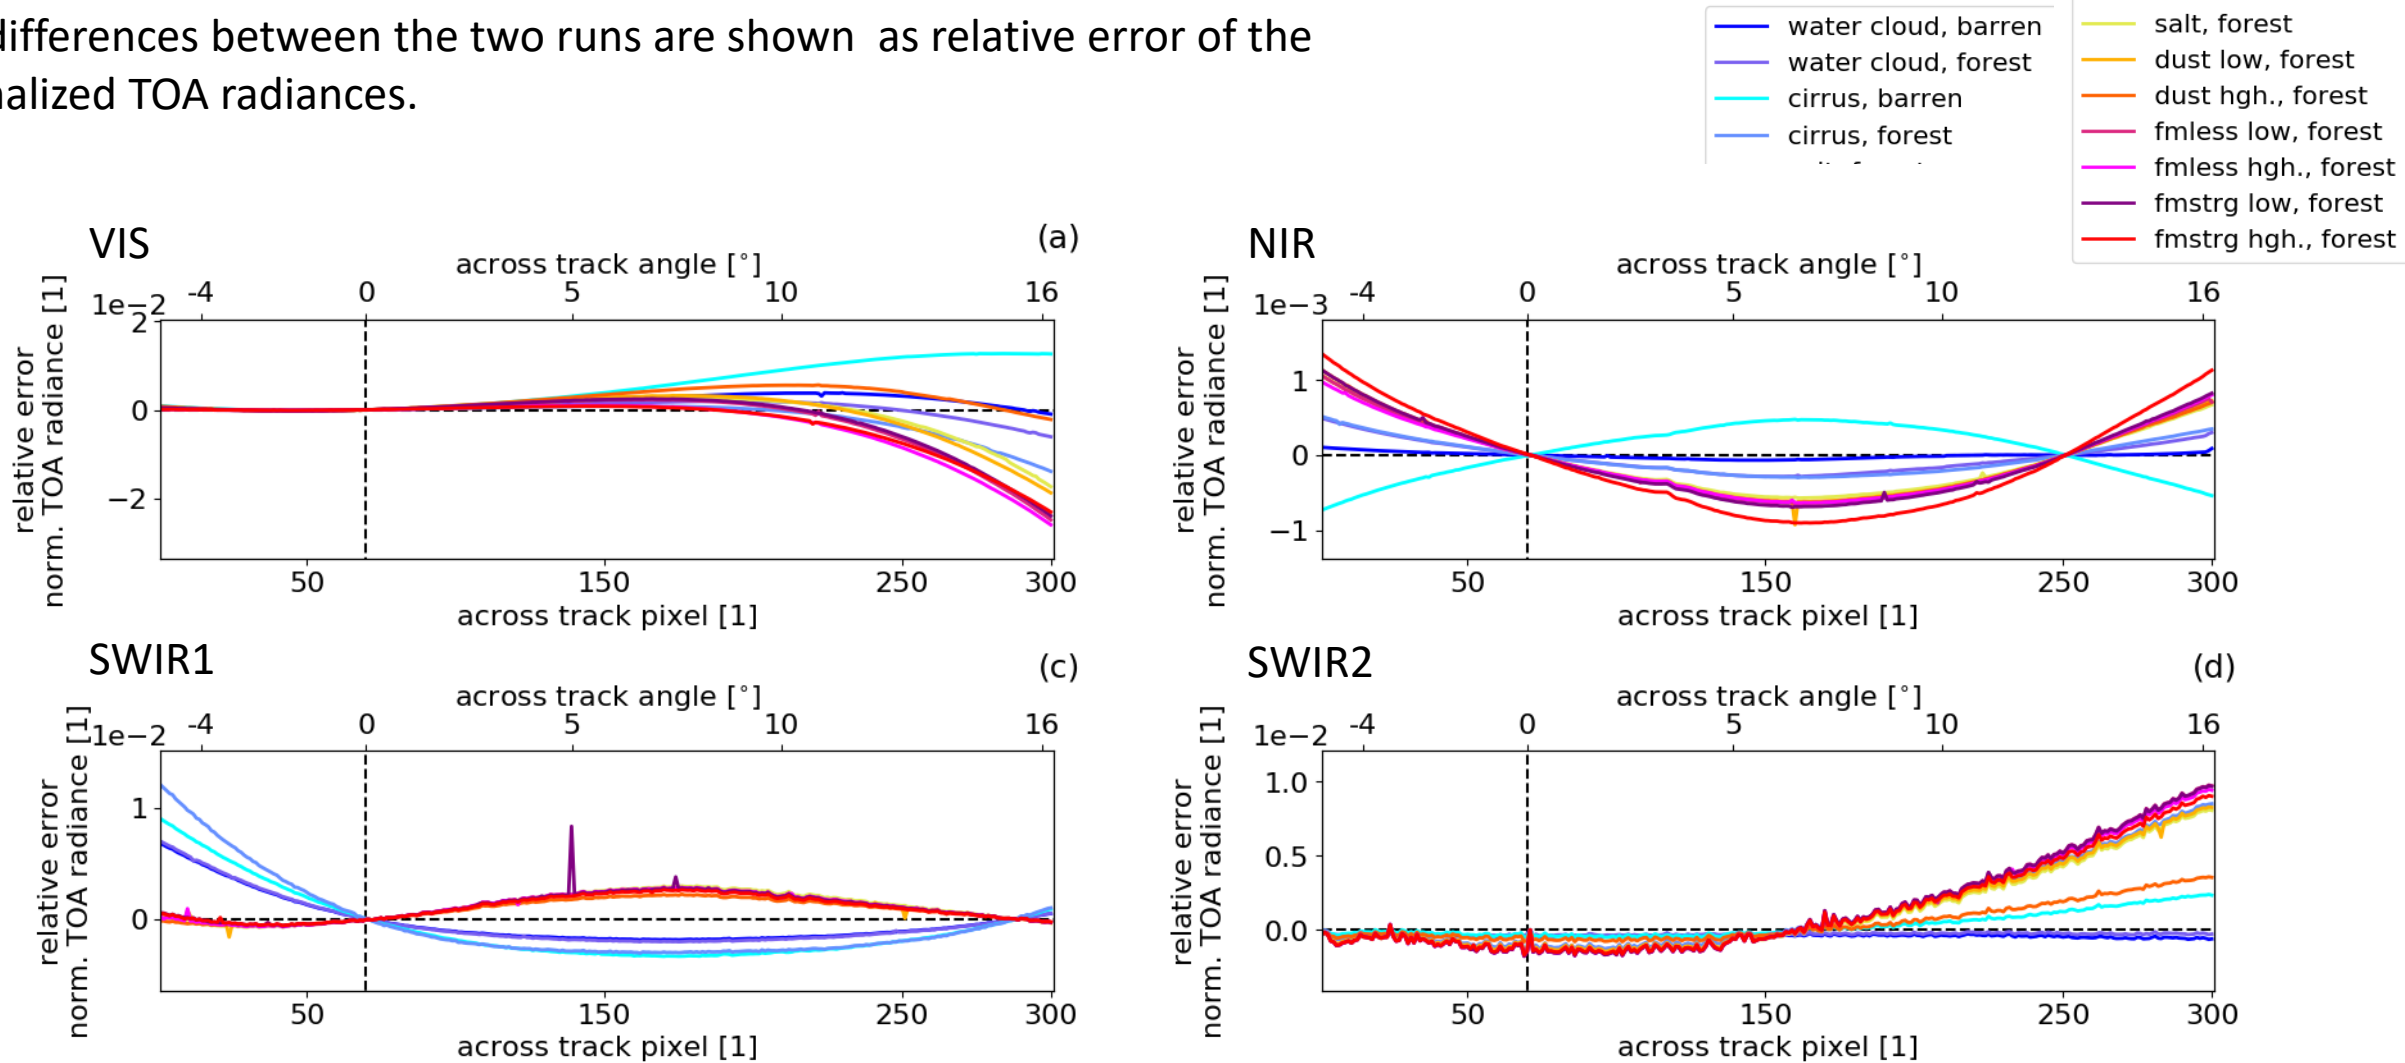 differences between the two runs are shown as relative error of the
nalized TOA radiances.
water cloud, barren
water cloud, forest
cirrus, barren
cirrus, forest
salt, forest
dust low, forest
dust hgh., forest
fmless low, forest
fmless hgh., forest
fmstrg low, forest
fmstrg hgh., forest
VIS
(a)
across track angle [°]
-4 0 5 10 16
1e−2
2
0
−2
relative error
norm. TOA radiance [1]
50 150 250 300
across track pixel [1]
NIR
across track angle [°]
-4 0 5 10 16
1e−3
1
0
−1
relative error
norm. TOA radiance [1]
50 150 250 300
across track pixel [1]
SWIR1
(c)
across track angle [°]
-4 0 5 10 16
1e−2
1
0
relative error
norm. TOA radiance [1]
50 150 250 300
across track pixel [1]
SWIR2
(d)
across track angle [°]
-4 0 5 10 16
1e−2
1.0
0.5
0.0
relative error
norm. TOA radiance [1]
50 150 250 300
across track pixel [1]